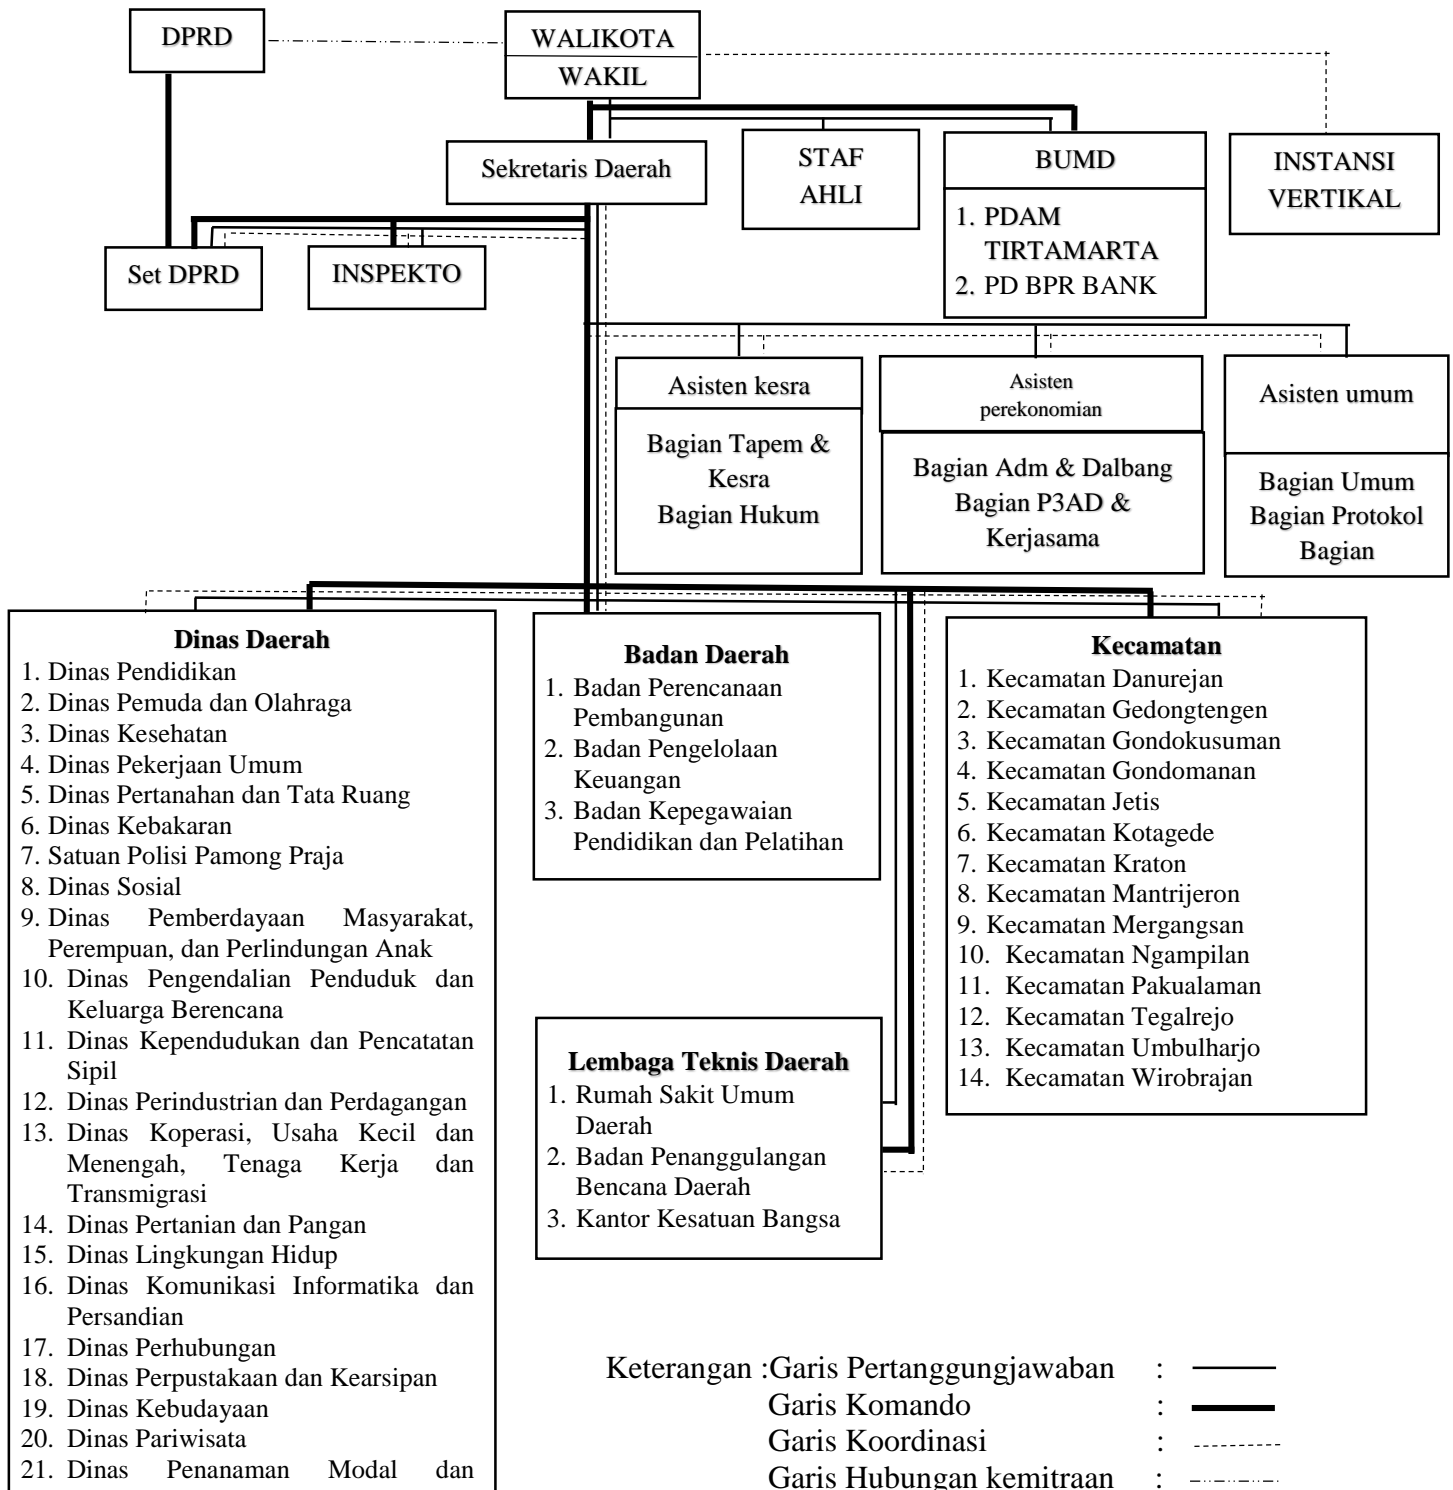 DPRD
WALIKOTA
WAKIL
Sekretaris Daerah
STAF
AHLI
BUMD
1. PDAM
TIRTAMARTA
2. PD BPR BANK
INSTANSI
VERTIKAL
Set DPRD
INSPEKTO
Asisten kesra
Bagian Tapem &
Kesra
Bagian Hukum
Asisten
perekonomian
Bagian Adm & Dalbang
Bagian P3AD &
Kerjasama
Asisten umum
Bagian Umum
Bagian Protokol
Bagian
Dinas Daerah
1. Dinas Pendidikan
2. Dinas Pemuda dan Olahraga
3. Dinas Kesehatan
4. Dinas Pekerjaan Umum
5. Dinas Pertanahan dan Tata Ruang
6. Dinas Kebakaran
7. Satuan Polisi Pamong Praja
8. Dinas Sosial
9. Dinas Pemberdayaan Masyarakat,
Perempuan, dan Perlindungan Anak
10. Dinas Pengendalian Penduduk dan
Keluarga Berencana
11. Dinas Kependudukan dan Pencatatan
Sipil
12. Dinas Perindustrian dan Perdagangan
13. Dinas Koperasi, Usaha Kecil dan
Menengah, Tenaga Kerja dan
Transmigrasi
14. Dinas Pertanian dan Pangan
15. Dinas Lingkungan Hidup
16. Dinas Komunikasi Informatika dan
Persandian
17. Dinas Perhubungan
18. Dinas Perpustakaan dan Kearsipan
19. Dinas Kebudayaan
20. Dinas Pariwisata
21. Dinas Penanaman Modal dan
Badan Daerah
1. Badan Perencanaan
Pembangunan
2. Badan Pengelolaan
Keuangan
3. Badan Kepegawaian
Pendidikan dan Pelatihan
Lembaga Teknis Daerah
1. Rumah Sakit Umum
Daerah
2. Badan Penanggulangan
Bencana Daerah
3. Kantor Kesatuan Bangsa
Kecamatan
1. Kecamatan Danurejan
2. Kecamatan Gedongtengen
3. Kecamatan Gondokusuman
4. Kecamatan Gondomanan
5. Kecamatan Jetis
6. Kecamatan Kotagede
7. Kecamatan Kraton
8. Kecamatan Mantrijeron
9. Kecamatan Mergangsan
10. Kecamatan Ngampilan
11. Kecamatan Pakualaman
12. Kecamatan Tegalrejo
13. Kecamatan Umbulharjo
14. Kecamatan Wirobrajan
Keterangan :Garis Pertanggungjawaban :
Garis Komando :
Garis Koordinasi :
Garis Hubungan kemitraan :